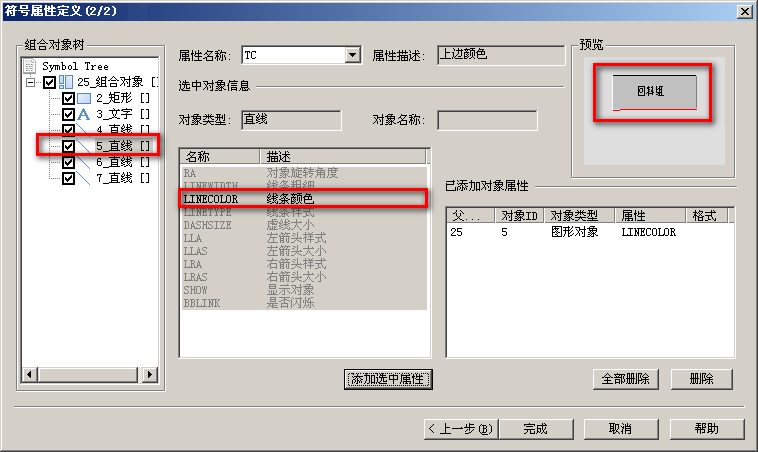 符号属性定义(2/2)
组合对象树
Symbol Tree
25_组合对象 []
2_矩形 []
3_文字 []
4_直线 []
5_直线 []
6_直线 []
7_直线 []
属性名称: TC
属性描述: 上边颜色
选中对象信息
对象类型: 直线
对象名称:
名称 描述
RA 对象旋转角度
LINEWIDTH 线条粗细
LINECOLOR 线条颜色
LINETYPE 线条样式
DASHSIZE 虚线大小
LLA 左箭头样式
LLAS 左箭头大小
LRA 右箭头样式
LRAS 右箭头大小
SHOW 显示对象
BBLINK 是否闪烁
添加选中属性
预览
回料组
已添加对象属性
父... 对象ID 对象类型 属性 格式
25 5 图形对象 LINECOLOR
全部删除 删除
< 上一步(B) 完成 取消 帮助